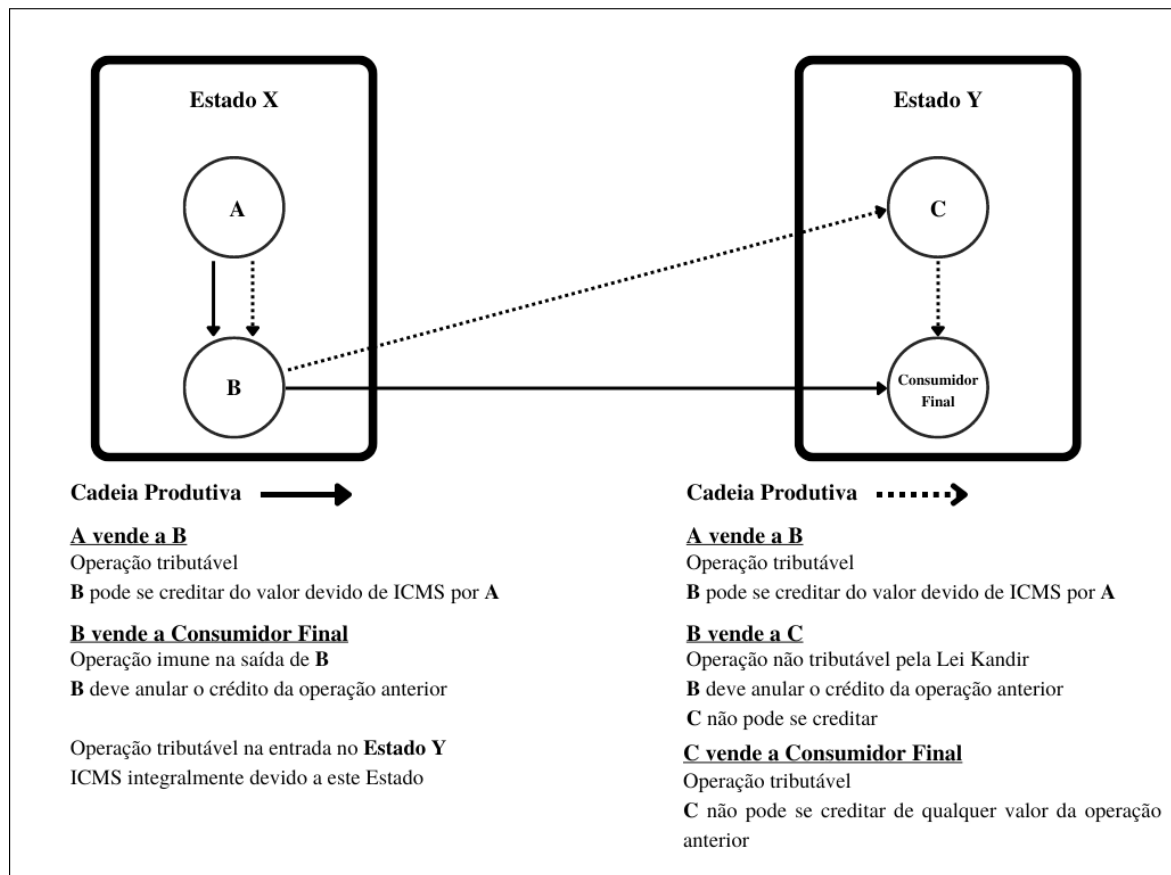 Estado X
Estado Y
A
C
B
Consumidor
Final
Cadeia Produtiva
A vende a B
Operação tributável
B pode se creditar do valor devido de ICMS por A
B vende a Consumidor Final
Operação imune na saída de B
B deve anular o crédito da operação anterior
Operação tributável na entrada no Estado Y
ICMS integralmente devido a este Estado
Cadeia Produtiva
A vende a B
Operação tributável
B pode se creditar do valor devido de ICMS por A
B vende a C
Operação não tributável pela Lei Kandir
B deve anular o crédito da operação anterior
C não pode se creditar
C vende a Consumidor Final
Operação tributável
C não pode se creditar de qualquer valor da operação
anterior